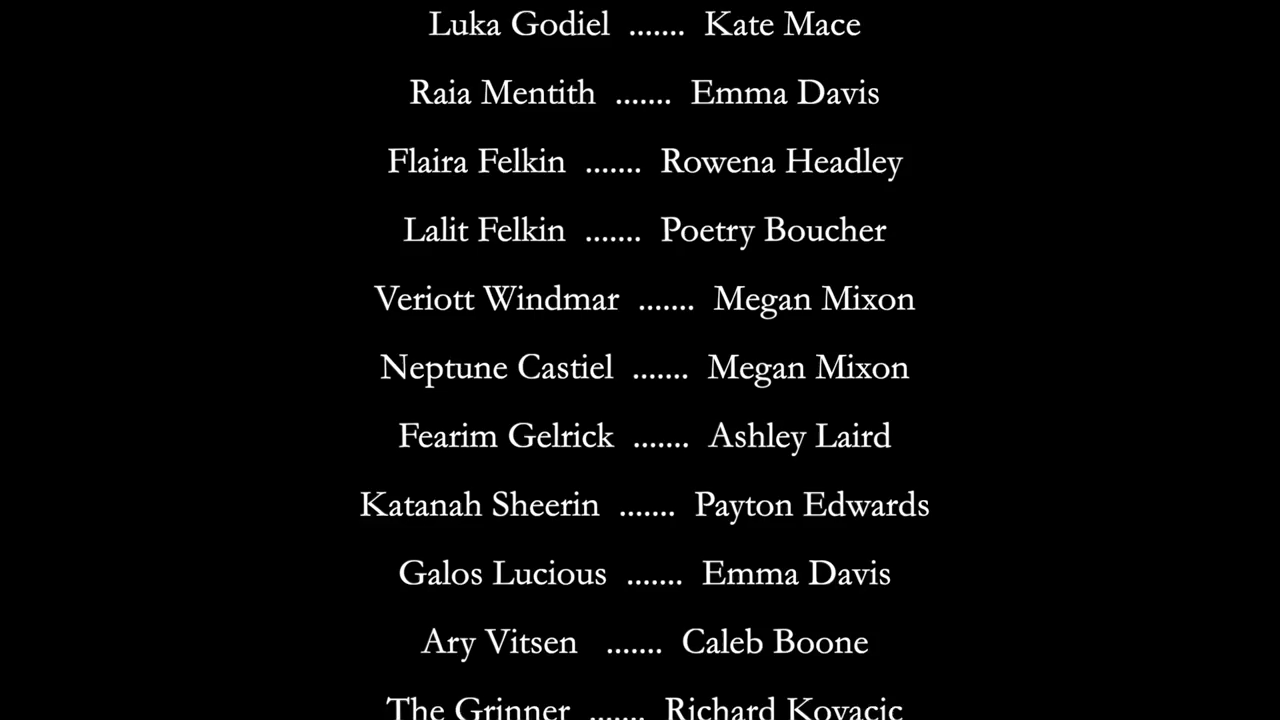 Luka Godiel ....... Kate Mace
Raia Mentith ....... Emma Davis
Flaira Felkin ....... Rowena Headley
Lalit Felkin ....... Poetry Boucher
Veriott Windmar ....... Megan Mixon
Neptune Castiel ....... Megan Mixon
Fearim Gelrick ....... Ashley Laird
Katanah Sheerin ....... Payton Edwards
Galos Lucious ....... Emma Davis
Ary Vitsen ....... Caleb Boone
The Grinner ....... Richard Kovacic